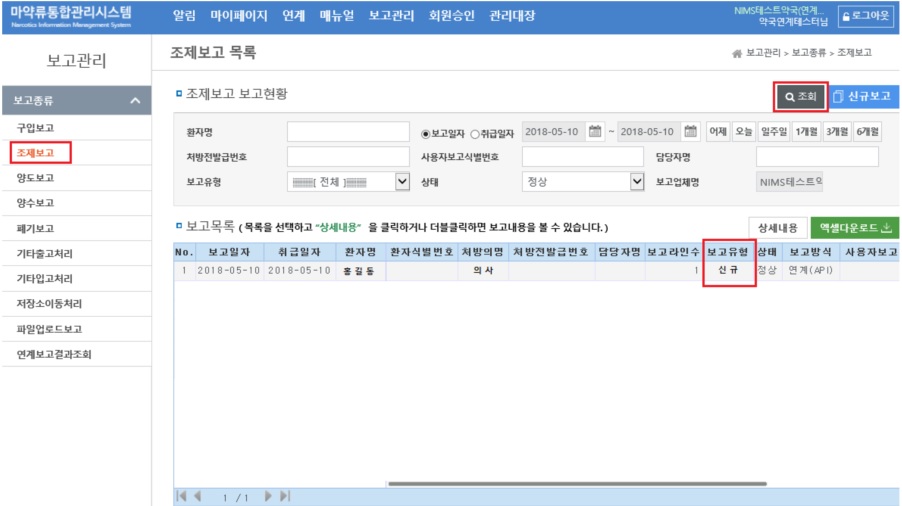 마약류통합관리시스템
Narcotics Information Management System
알림 마이페이지 연계 매뉴얼 보고관리 회원승인 관리대장
NIMS테스트약국(연계...
약국연계테스터님
로그아웃
보고관리
보고종류
구입보고
조제보고
양도보고
양수보고
폐기보고
기타출고처리
기타입고처리
저장소이동처리
파일업로드보고
연계보고결과조회
조제보고 목록
보고관리 > 보고종류 > 조제보고
조제보고 보고현황
조회
신규보고
환자명 보고일자 취급일자 2018-05-10 ~ 2018-05-10 어제 오늘 일주일 1개월 3개월 6개월
처방전발급번호 사용자보고식별번호 담당자명
보고유형 [ 전체 ] 상태 정상 보고업체명 NIMS테스트약
보고목록 ( 목록을 선택하고 "상세내용" 을 클릭하거나 더블클릭하면 보고내용을 볼 수 있습니다. )
상세내용 엑셀다운로드
No. 보고일자 취급일자 환자명 환자식별번호 처방의명 처방전발급번호 담당자명 보고라인수 보고유형 상태 보고방식 사용자보고
1 2018-05-10 2018-05-10 홍길동 의사 1 신규 정상 연계(API)
1 / 1